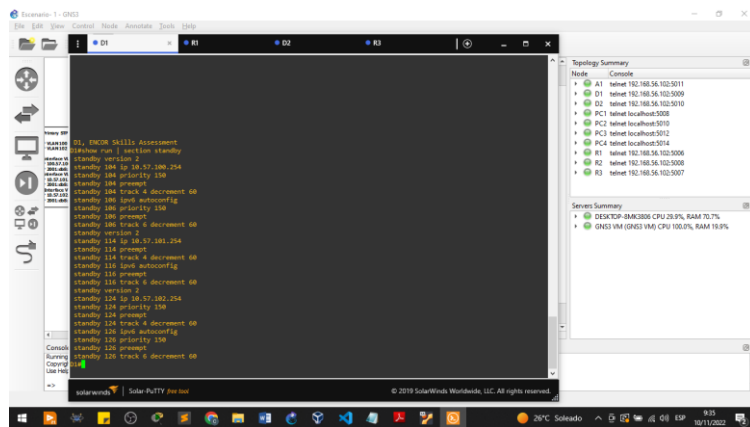 Escenario- 1 - GNS3
File Edit View Control Node Annotate Tools Help
D1 R1 D2 R3
D1, ENCOR Skills Assessment
D1#show run | section standby
standby version 2
standby 104 ip 10.57.100.254
standby 104 priority 150
standby 104 preempt
standby 104 track 4 decrement 60
standby 106 ipv6 autoconfig
standby 106 priority 150
standby 106 preempt
standby 106 track 6 decrement 60
standby version 2
standby 114 ip 10.57.101.254
standby 114 preempt
standby 114 track 4 decrement 60
standby 116 ipv6 autoconfig
standby 116 preempt
standby 116 track 6 decrement 60
standby version 2
standby 124 ip 10.57.102.254
standby 124 priority 150
standby 124 preempt
standby 124 track 4 decrement 60
standby 126 ipv6 autoconfig
standby 126 priority 150
standby 126 preempt
standby 126 track 6 decrement 60
D1#
solarwinds Solar-PuTTY free tool © 2019 SolarWinds Worldwide, LLC. All rights reserved.
Consol
Running
Copyrig
Use Help
=>
Topology Summary
Node Console
A1 telnet 192.168.56.102:5011
D1 telnet 192.168.56.102:5009
D2 telnet 192.168.56.102:5010
PC1 telnet localhost:5008
PC2 telnet localhost:5010
PC3 telnet localhost:5012
PC4 telnet localhost:5014
R1 telnet 192.168.56.102:5006
R2 telnet 192.168.56.102:5008
R3 telnet 192.168.56.102:5007
Servers Summary
DESKTOP-8MK3806 CPU 29.9%, RAM 70.7%
GNS3 VM (GNS3 VM) CPU 100.0%, RAM 19.9%
26°C Soleado ESP 9:35
10/11/2022